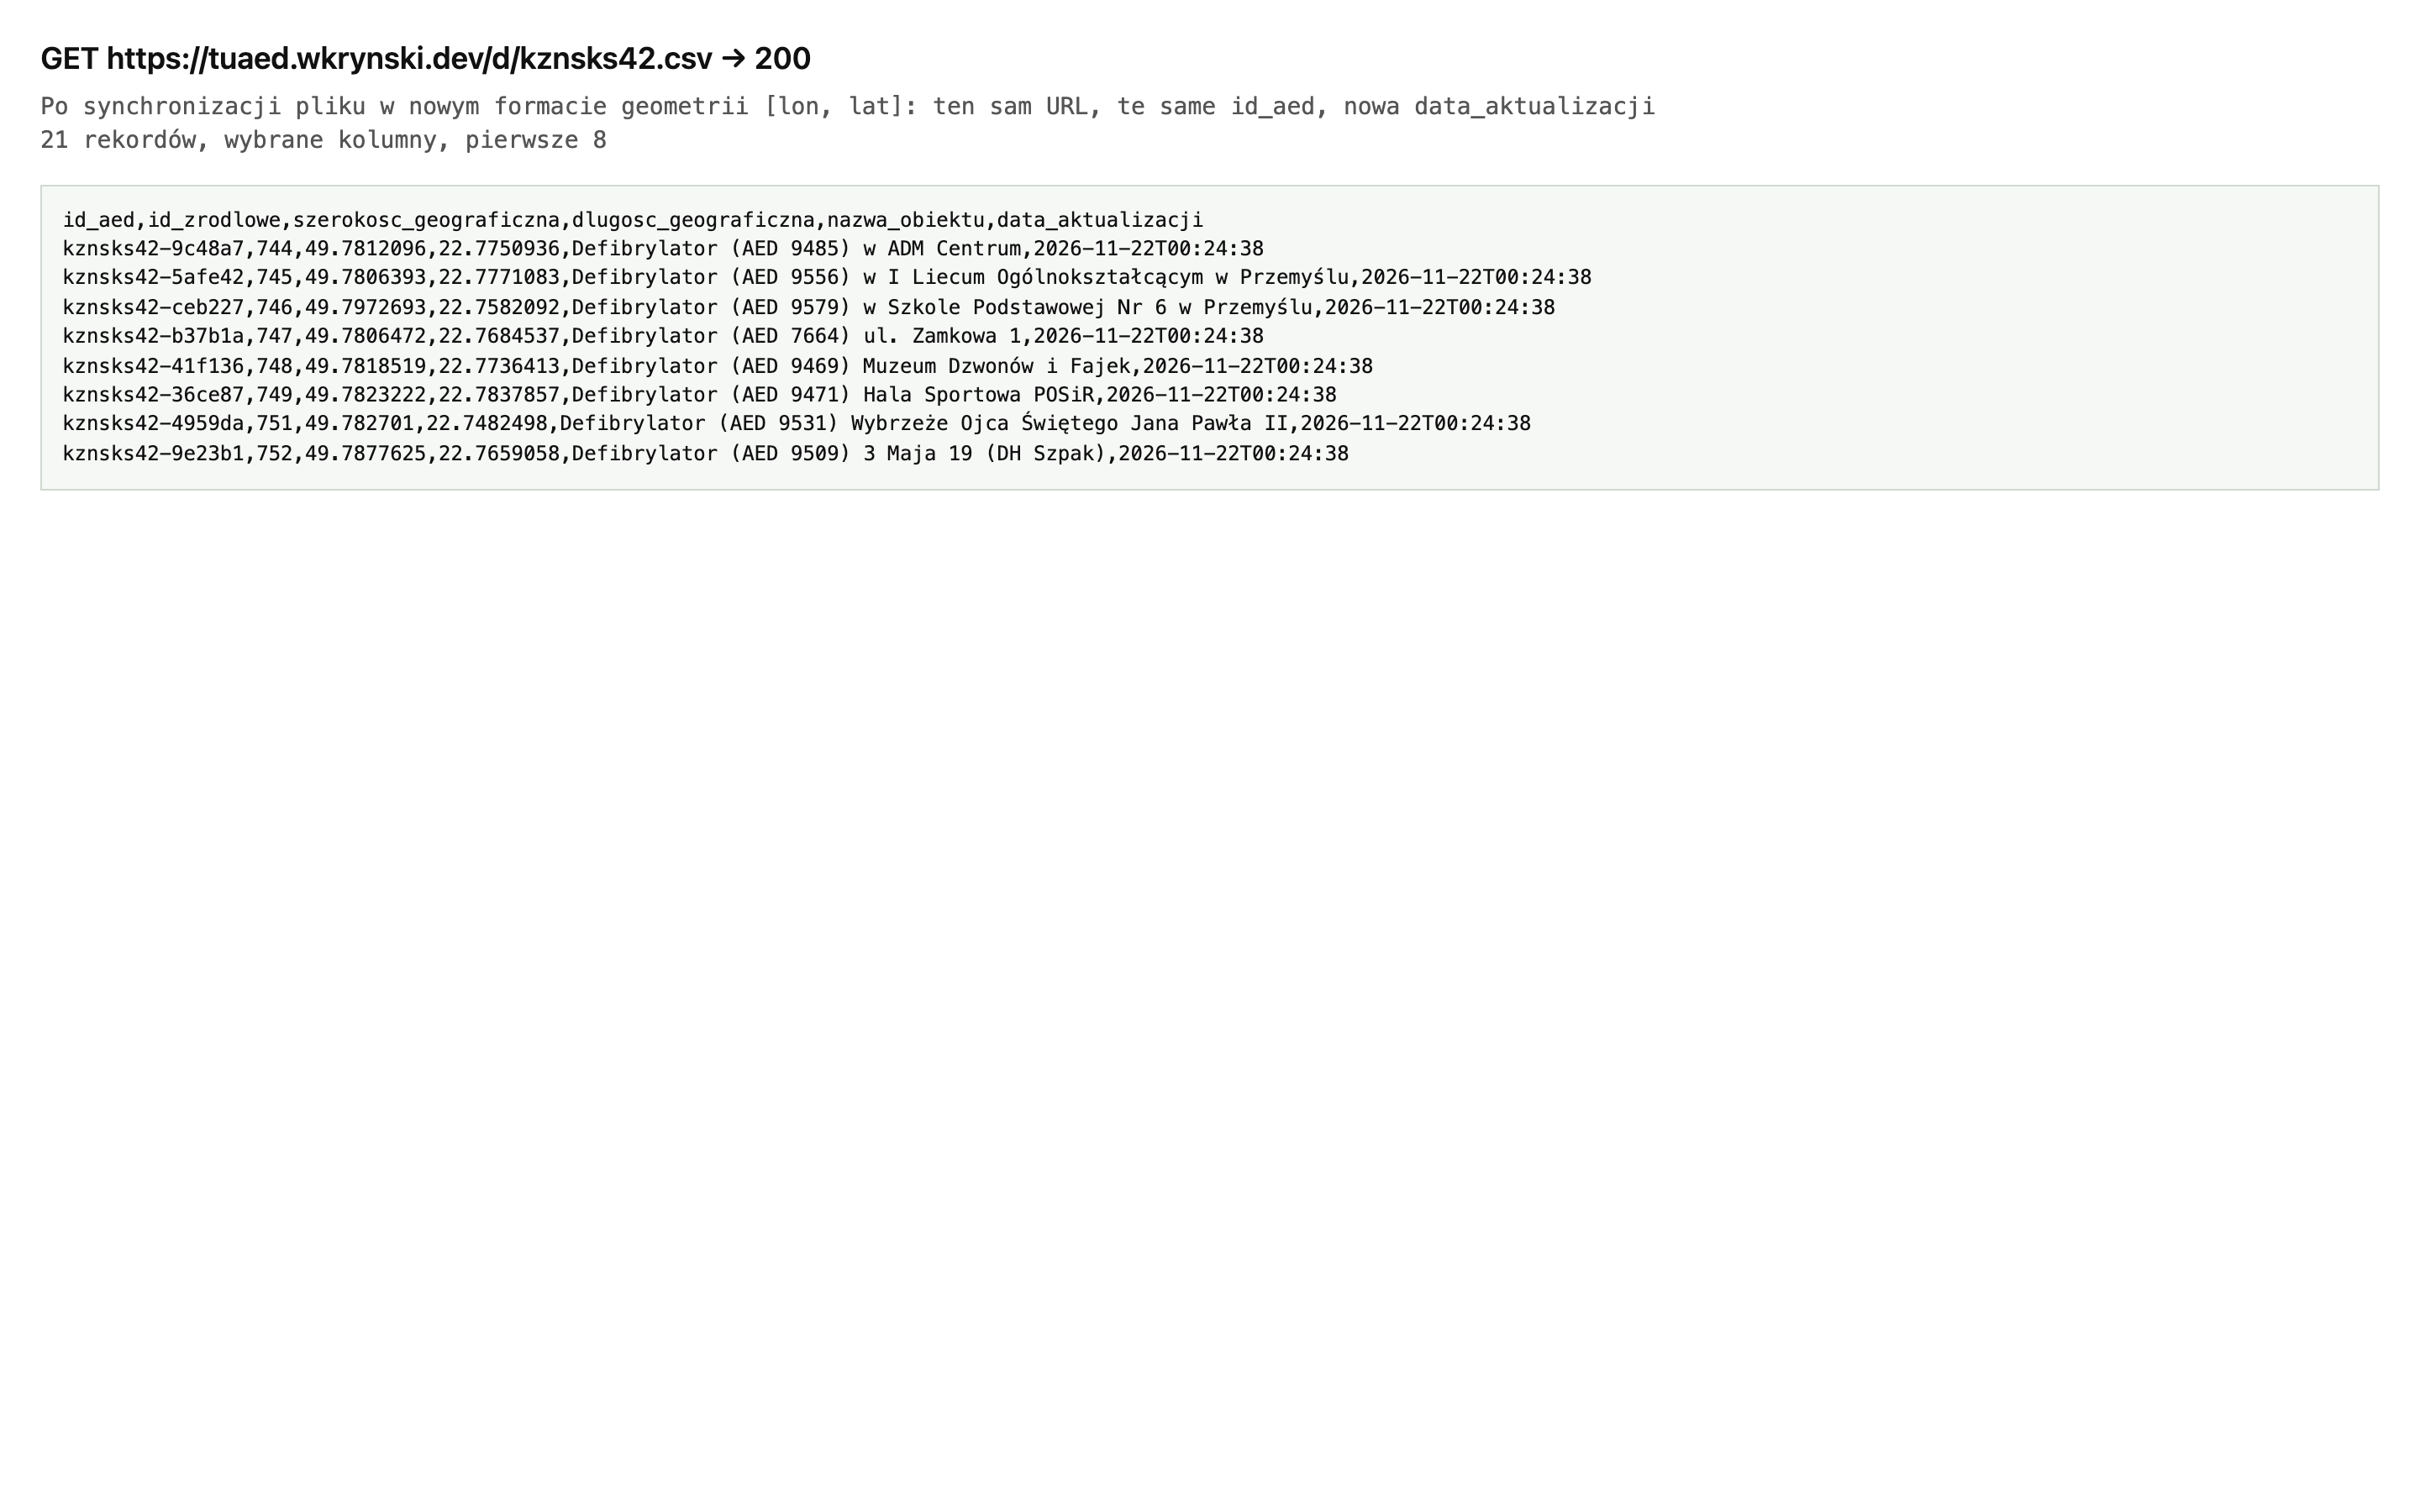 GET https://tuaed.wkrynski.dev/d/kznsks42.csv → 200
Po synchronizacji pliku w nowym formacie geometrii [lon, lat]: ten sam URL, te same id_aed, nowa data_aktualizacji
21 rekordów, wybrane kolumny, pierwsze 8
id_aed,id_zrodlowe,szerokosc_geograficzna,dlugosc_geograficzna,nazwa_obiektu,data_aktualizacji
kznsks42-9c48a7,744,49.7812096,22.7750936,Defibrylator (AED 9485) w ADM Centrum,2026-11-22T00:24:38
kznsks42-5afe42,745,49.7806393,22.7771083,Defibrylator (AED 9556) w I Liecum Ogólnokształcącym w Przemyślu,2026-11-22T00:24:38
kznsks42-ceb227,746,49.7972693,22.7582092,Defibrylator (AED 9579) w Szkole Podstawowej Nr 6 w Przemyślu,2026-11-22T00:24:38
kznsks42-b37b1a,747,49.7806472,22.7684537,Defibrylator (AED 7664) ul. Zamkowa 1,2026-11-22T00:24:38
kznsks42-41f136,748,49.7818519,22.7736413,Defibrylator (AED 9469) Muzeum Dzwonów i Fajek,2026-11-22T00:24:38
kznsks42-36ce87,749,49.7823222,22.7837857,Defibrylator (AED 9471) Hala Sportowa POSiR,2026-11-22T00:24:38
kznsks42-4959da,751,49.782701,22.7482498,Defibrylator (AED 9531) Wybrzeże Ojca Świętego Jana Pawła II,2026-11-22T00:24:38
kznsks42-9e23b1,752,49.7877625,22.7659058,Defibrylator (AED 9509) 3 Maja 19 (DH Szpak),2026-11-22T00:24:38